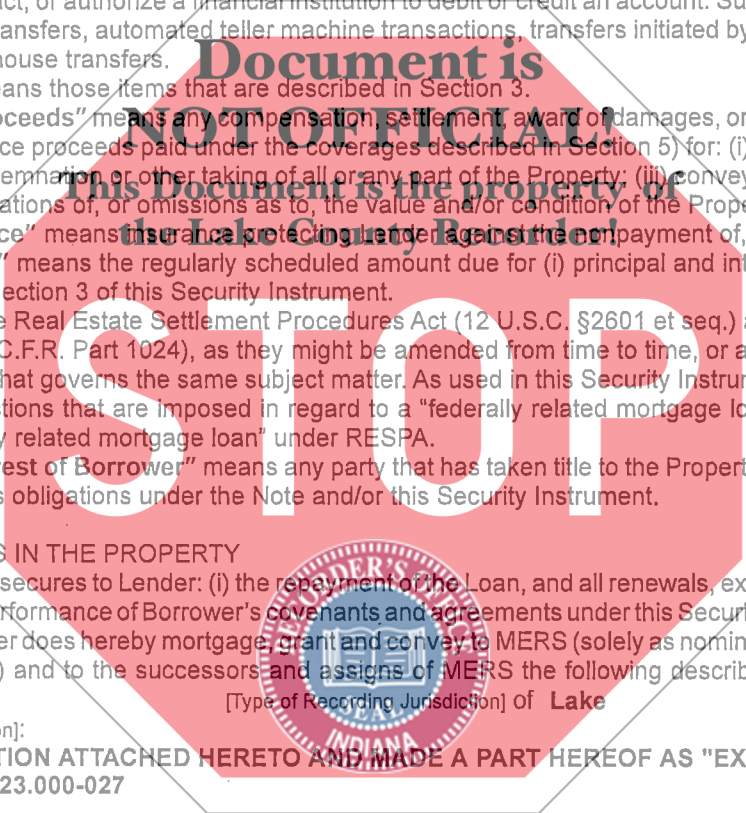 act, or authorize a financial institution to debit or credit an account. Su
ansfers, automated teller machine transactions, transfers initiated by
house transfers.
Document is
eans those items that are described in Section 3.
NOT OFFICIAL!
oceeds" means any compensation, settlement, award of damages, or
ce proceeds paid under the coverages described in Section 5) for: (i)
This Document is the property of
emnation or other taking of all or any part of the Property; (iii) convey
ations of, or omissions as to, the value and/or condition of the Prope
the Lake County Recorder!
ce" means insurance protecting Lender against the nonpayment of,
" means the regularly scheduled amount due for (i) principal and int
ection 3 of this Security Instrument.
e Real Estate Settlement Procedures Act (12 U.S.C. §2601 et seq.) a
C.F.R. Part 1024), as they might be amended from time to time, or a
hat governs the same subject matter. As used in this Security Instrum
tions that are imposed in regard to a "federally related mortgage lo
y related mortgage loan" under RESPA.
STOP
rest of Borrower" means any party that has taken title to the Propert
s obligations under the Note and/or this Security Instrument.
S IN THE PROPERTY
secures to Lender: (i) the repayment of the Loan, and all renewals, ex
rformance of Borrower's covenants and agreements under this Securi
er does hereby mortgage, grant and convey to MERS (solely as nomin
) and to the successors and assigns of MERS the following describ
[Type of Recording Jurisdiction] of Lake
RECORDER'S
SEAL
INDIANA
on]:
TION ATTACHED HERETO AND MADE A PART HEREOF AS "EX
23.000-027